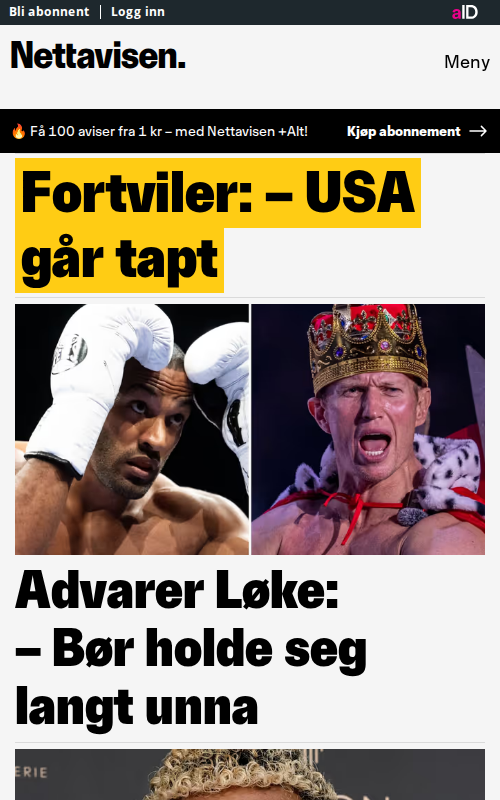 Bli abonnent
Logg inn
aID
Nettavisen.
Meny
🔥 Få 100 aviser fra 1 kr – med Nettavisen +Alt!
Kjøp abonnement →
Fortviler: – USA
går tapt
Advarer Løke:
– Bør holde seg
langt unna
ERIE